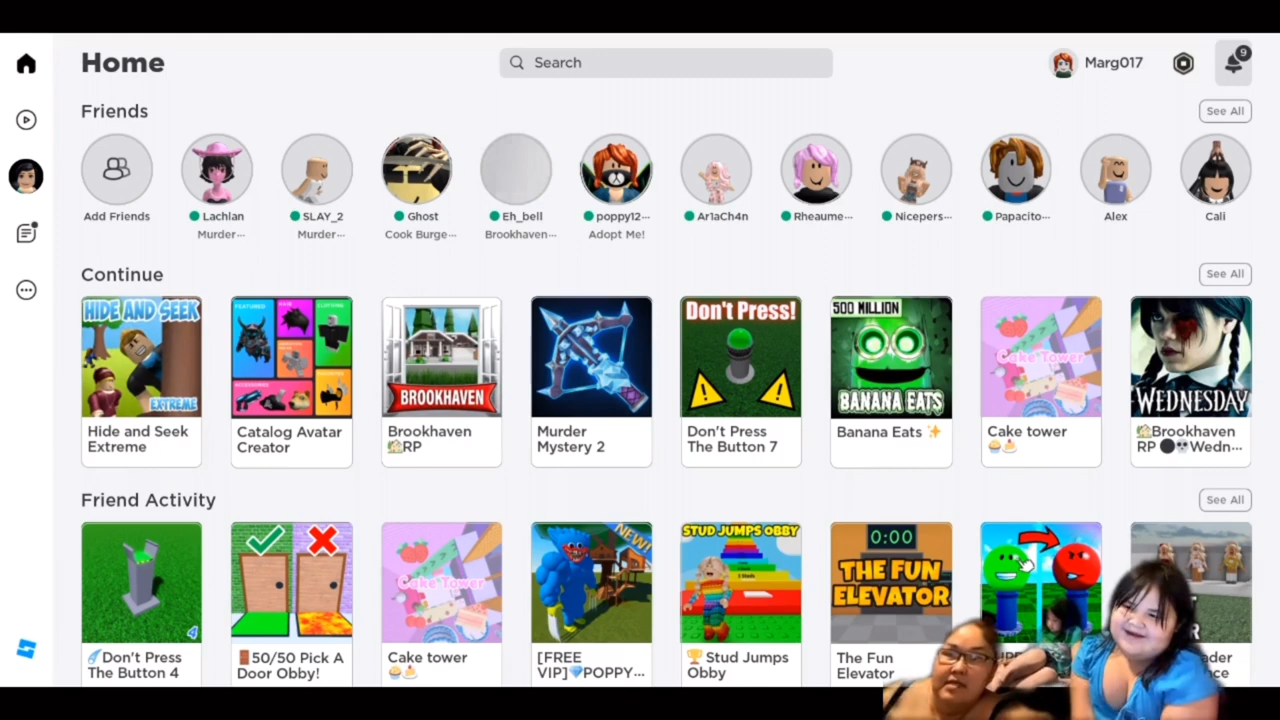 Home
Search
Marg017
9
Friends
See All
Add Friends
Lachlan
Murder...
SLAY_2
Murder...
Ghost
Cook Burge...
Eh_bell
Brookhaven...
poppy12...
Adopt Me!
Ar1aCh4n
Rheaume...
Nicepers...
Papacito...
Alex
Cali
Continue
See All
HIDE AND SEEK
EXTREME
Hide and Seek
Extreme
FEATURED
Catalog Avatar
Creator
BROOKHAVEN
Brookhaven
🏡RP
Murder
Mystery 2
Don't Press!
Don't Press
The Button 7
500 MILLION
BANANA EATS
Banana Eats ✨
Cake Tower
Cake tower
🧁🍰
WEDNESDAY
🏡Brookhaven
RP ⚫💀Wedn...
Friend Activity
See All
4
Don't Press
The Button 4
🚪50/50 Pick A
Door Obby!
Cake Tower
Cake tower
🧁🍰
NEW!
[FREE
VIP]💎POPPY...
STUD JUMPS OBBY
🏆Stud Jumps
Obby
0:00
THE FUN
ELEVATOR
The Fun
Elevator